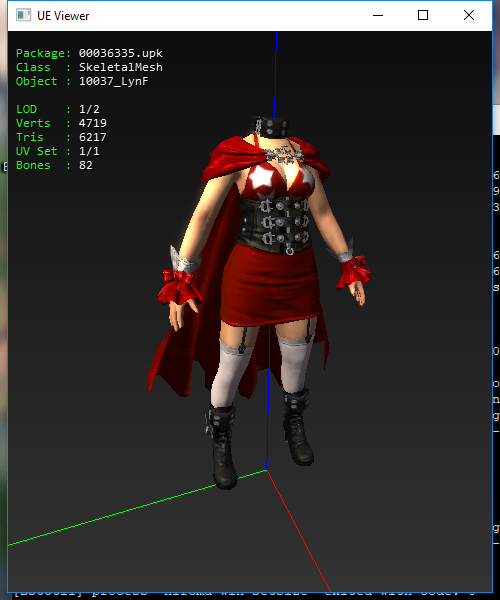 UE Viewer
Package: 00036335.upk
Class : SkeletalMesh
Object : 10037_LynF
LOD : 1/2
Verts : 4719
Tris : 6217
UV Set : 1/1
Bones : 82